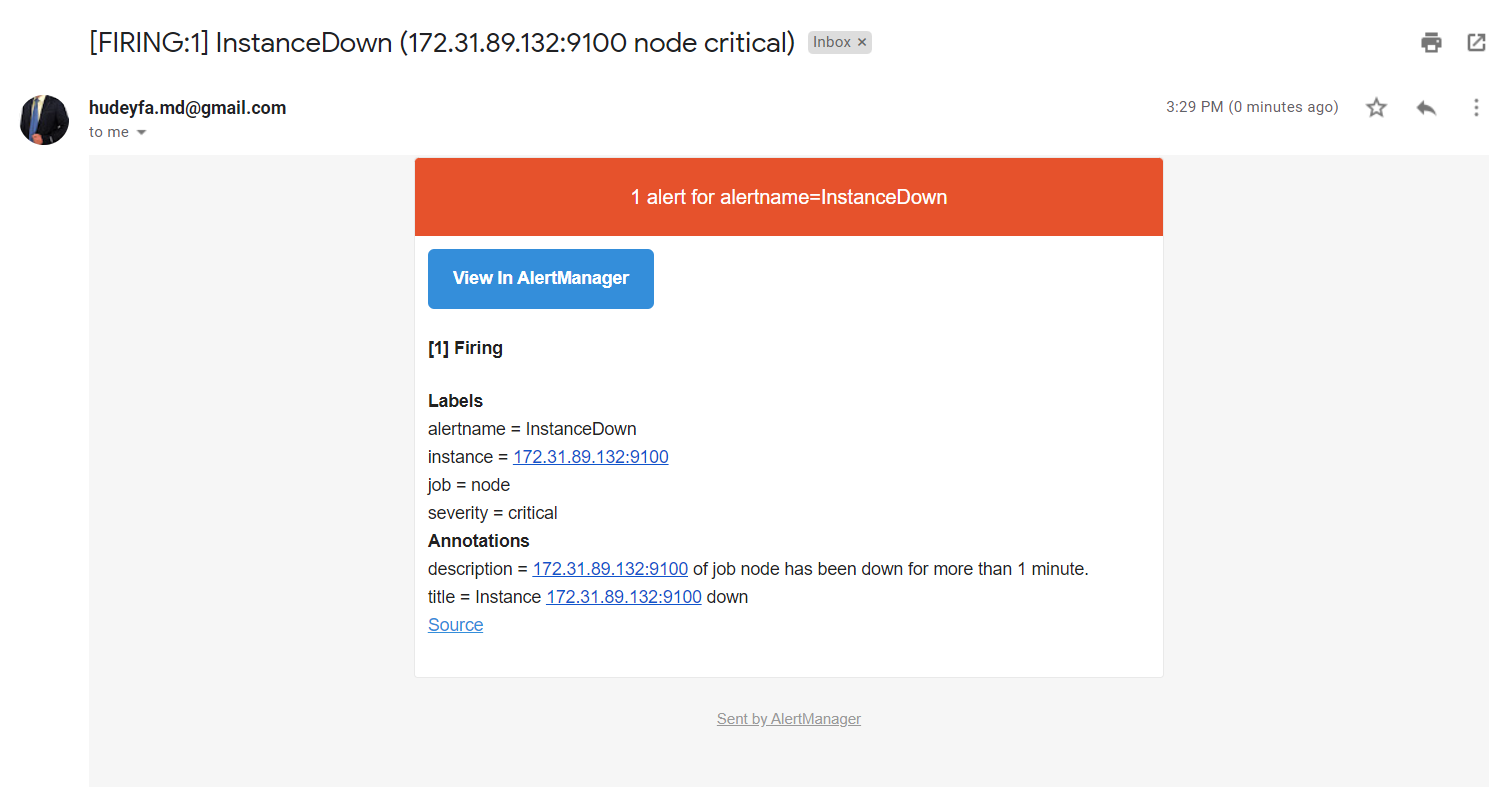 [FIRING:1] InstanceDown (172.31.89.132:9100 node critical) Inbox ×
hudeyfa.md@gmail.com 3:29 PM (0 minutes ago)
to me
1 alert for alertname=InstanceDown
View In AlertManager
[1] Firing
Labels
alertname = InstanceDown
instance = 172.31.89.132:9100
job = node
severity = critical
Annotations
description = 172.31.89.132:9100 of job node has been down for more than 1 minute.
title = Instance 172.31.89.132:9100 down
Source
Sent by AlertManager